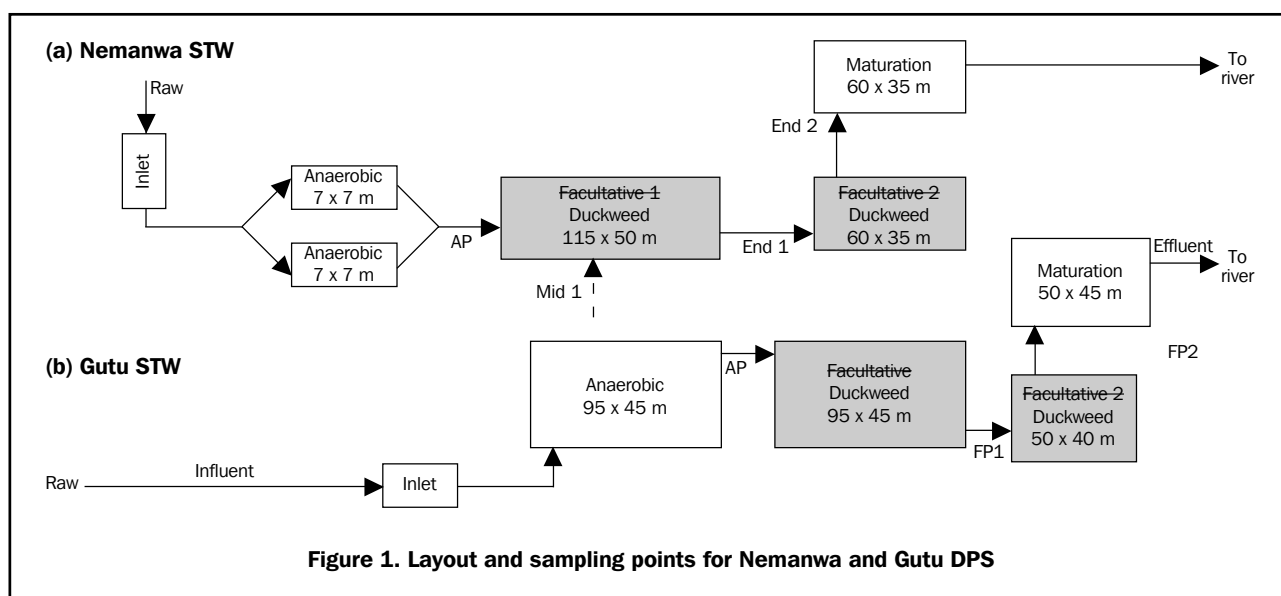 (a) Nemanwa STW
Raw
Inlet
Anaerobic
7 x 7 m
Anaerobic
7 x 7 m
AP
Facultative 1
Duckweed
115 x 50 m
Mid 1
End 1
Facultative 2
Duckweed
60 x 35 m
End 2
Maturation
60 x 35 m
To
river
(b) Gutu STW
Raw
Influent
Inlet
Anaerobic
95 x 45 m
AP
Facultative
Duckweed
95 x 45 m
FP1
Facultative 2
Duckweed
50 x 40 m
FP2
Maturation
50 x 45 m
Effluent
To
river
Figure 1. Layout and sampling points for Nemanwa and Gutu DPS